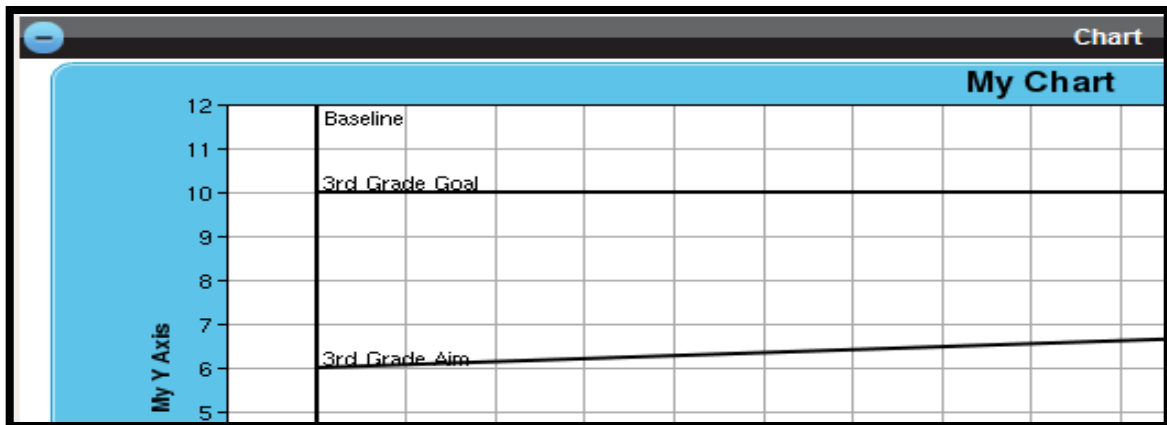 Chart
My Chart
12
Baseline
11
3rd Grade Goal
10
9
8
7
3rd Grade Aim
6
5
My Y Axis